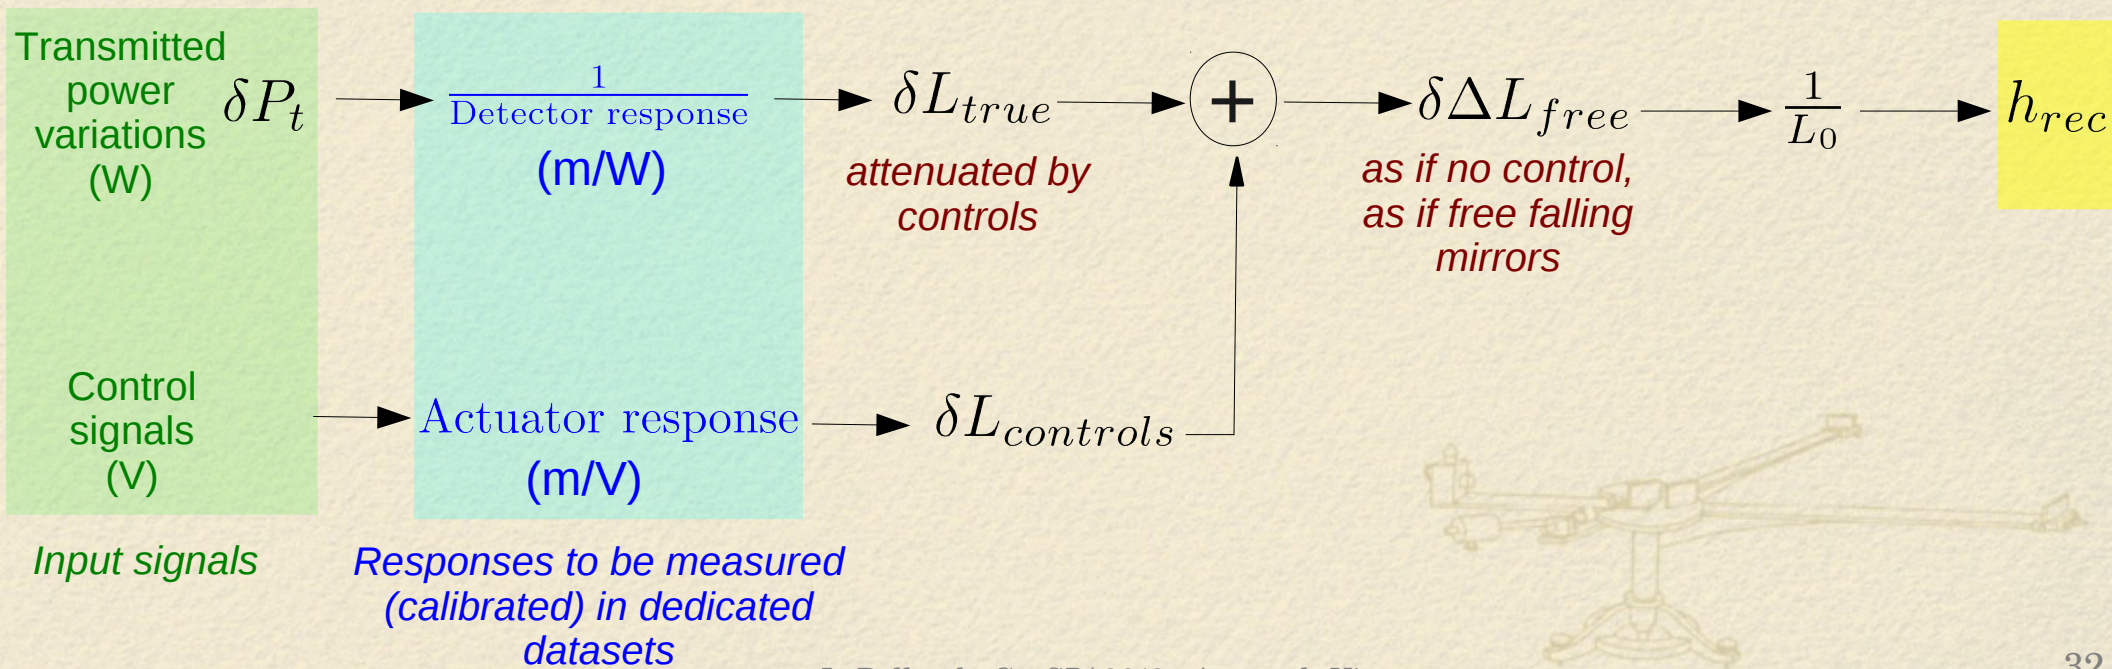 Transmitted
power
variations
(W)
δP_t
1
Detector response
(m/W)
δL_true
attenuated by
controls
+
δΔL_free
as if no control,
as if free falling
mirrors
1
L_0
h_rec
Control
signals
(V)
Actuator response
(m/V)
δL_controls
Input signals
Responses to be measured
(calibrated) in dedicated
datasets
32